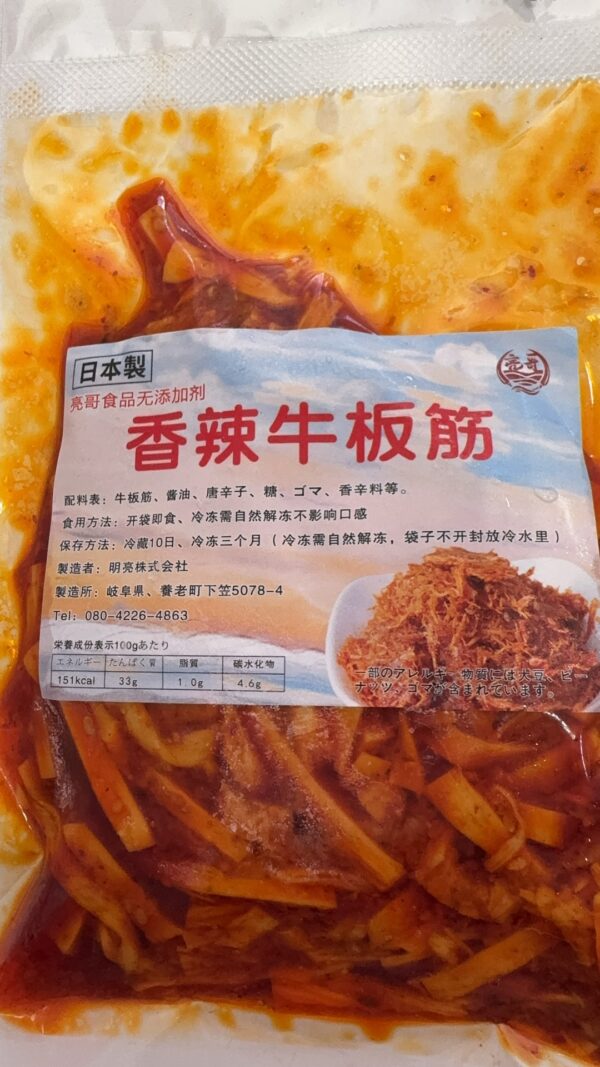 日本製
亮哥
亮哥食品无添加剂
香辣牛板筋
配料表：牛板筋、酱油、唐辛子、糖、ゴマ、香辛料等。
食用方法：开袋即食、冷冻需自然解冻不影响口感
保存方法：冷藏10日、冷冻三个月（冷冻需自然解冻，袋子不开封放冷水里）
製造者：明亮株式会社
製造所：岐阜県、養老町下笠5078-4
Tel：080-4226-4863
栄養成份表示100gあたり
エネルギー たんぱく質 脂質 碳水化物
151kcal 33g 1.0g 4.6g
一部のアレルギー物質には大豆、ピー
ナッツ、ゴマが含まれています。